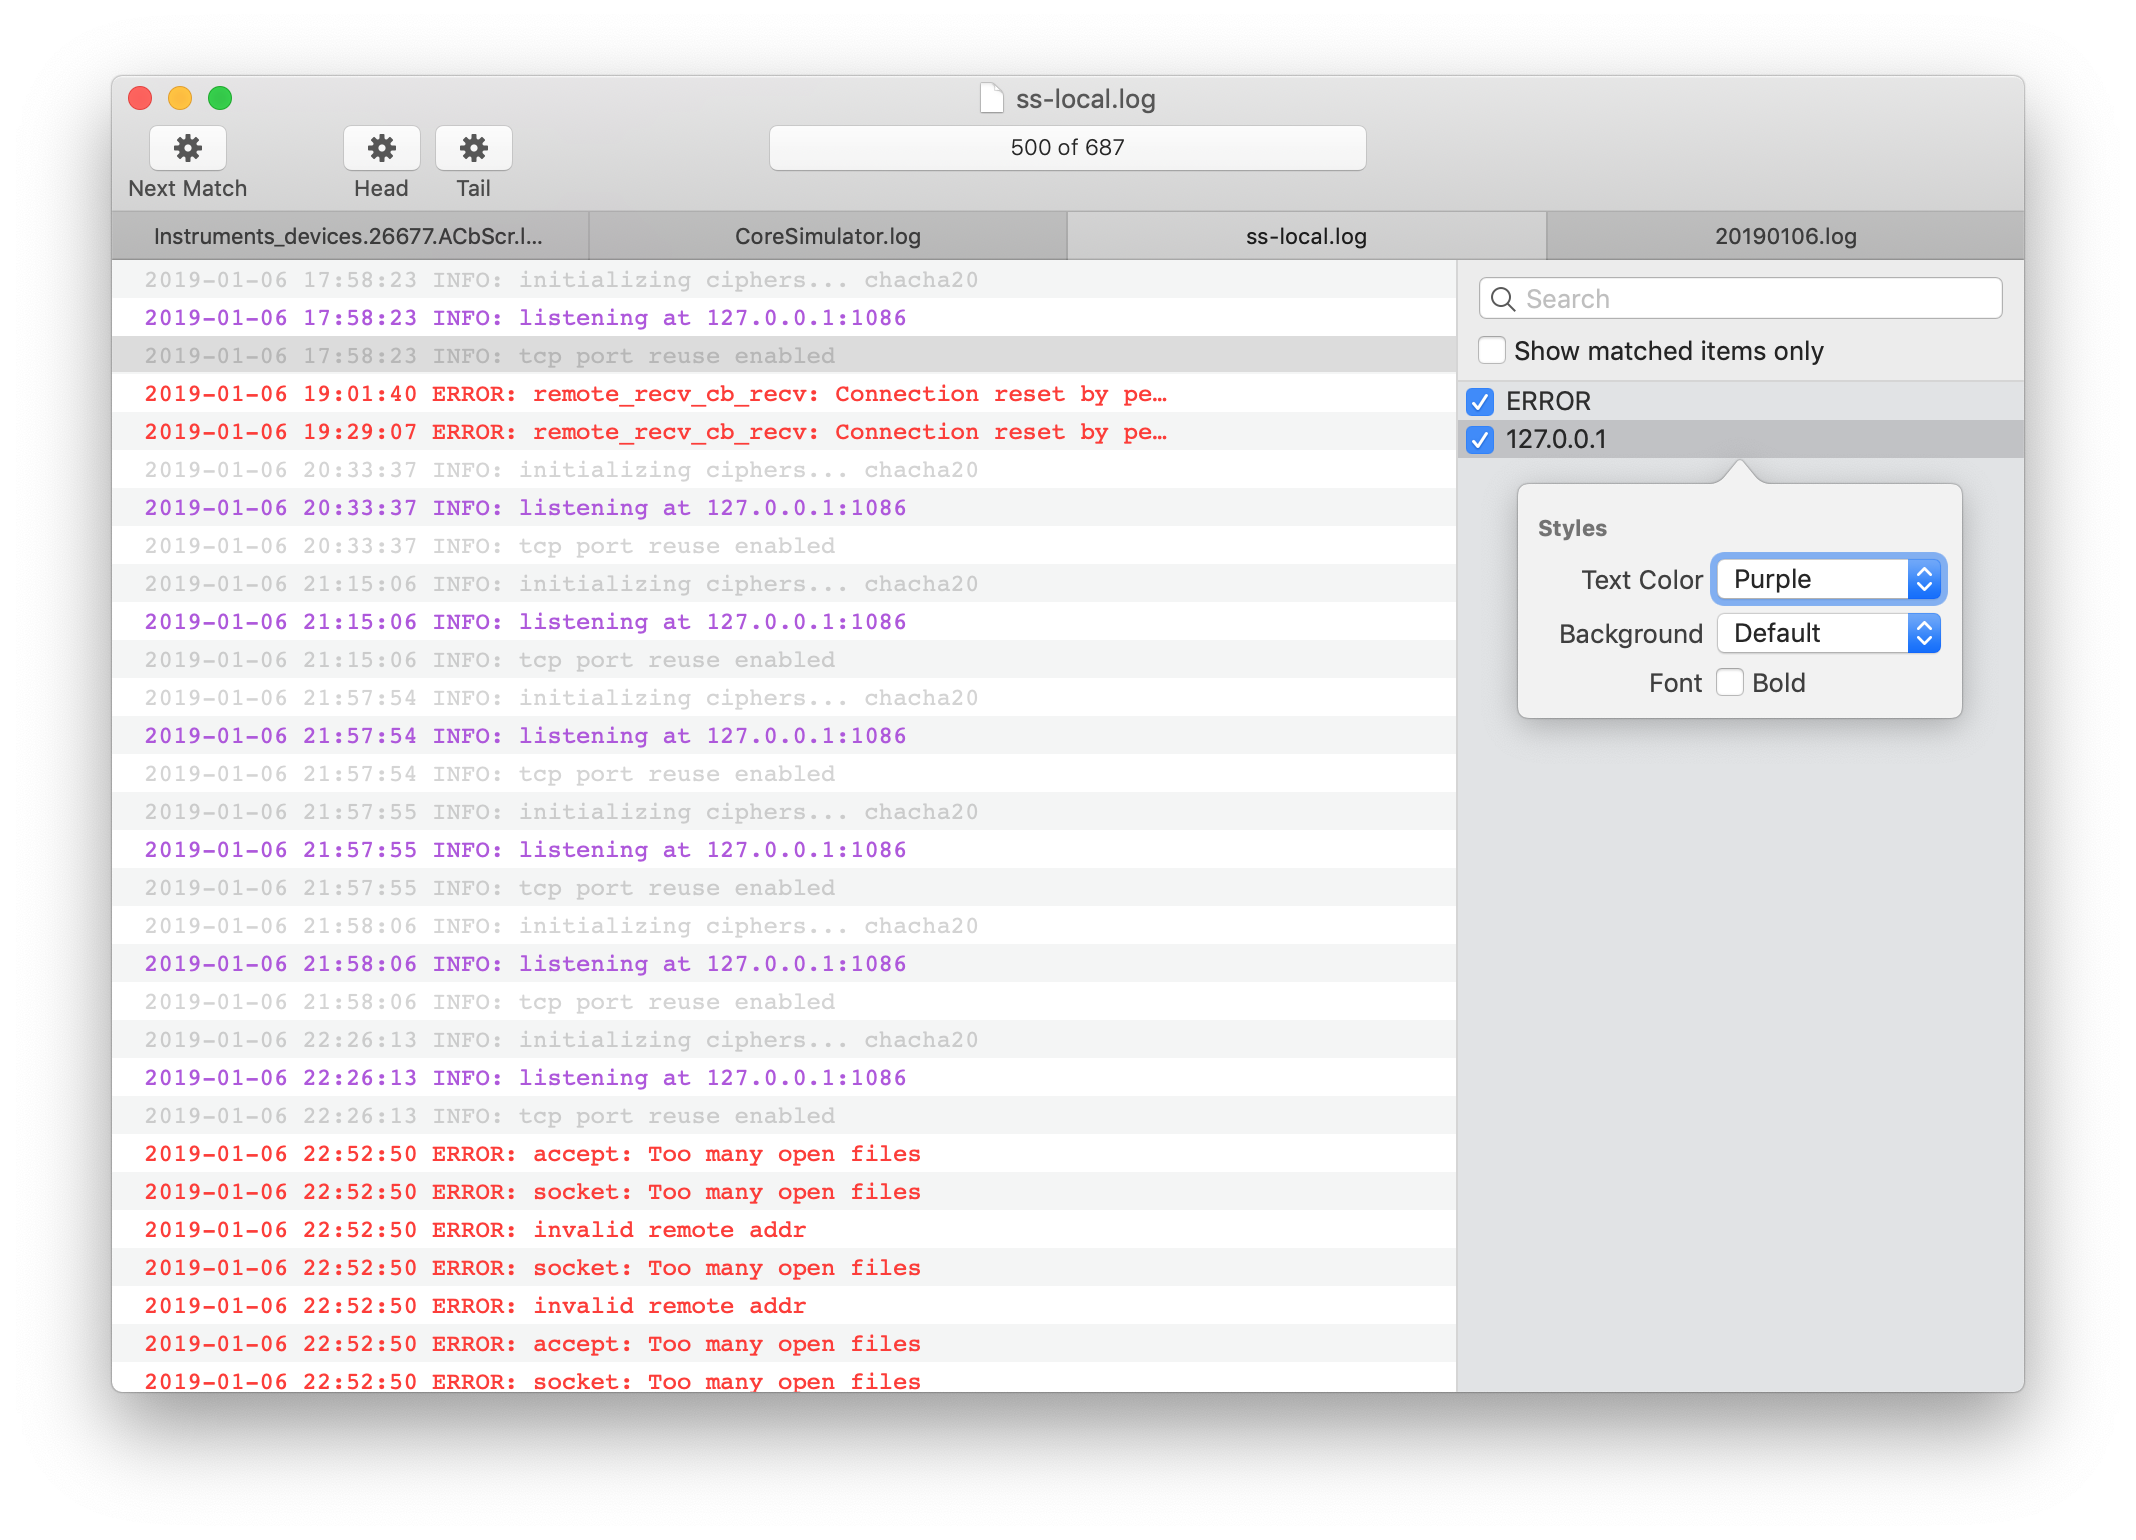 ss-local.log
500 of 687
Next Match
Head
Tail
Instruments_devices.26677.ACbScr.l...
CoreSimulator.log
ss-local.log
20190106.log
2019-01-06 17:58:23 INFO: initializing ciphers... chacha20
2019-01-06 17:58:23 INFO: listening at 127.0.0.1:1086
2019-01-06 17:58:23 INFO: tcp port reuse enabled
2019-01-06 19:01:40 ERROR: remote_recv_cb_recv: Connection reset by pe…
2019-01-06 19:29:07 ERROR: remote_recv_cb_recv: Connection reset by pe…
2019-01-06 20:33:37 INFO: initializing ciphers... chacha20
2019-01-06 20:33:37 INFO: listening at 127.0.0.1:1086
2019-01-06 20:33:37 INFO: tcp port reuse enabled
2019-01-06 21:15:06 INFO: initializing ciphers... chacha20
2019-01-06 21:15:06 INFO: listening at 127.0.0.1:1086
2019-01-06 21:15:06 INFO: tcp port reuse enabled
2019-01-06 21:57:54 INFO: initializing ciphers... chacha20
2019-01-06 21:57:54 INFO: listening at 127.0.0.1:1086
2019-01-06 21:57:54 INFO: tcp port reuse enabled
2019-01-06 21:57:55 INFO: initializing ciphers... chacha20
2019-01-06 21:57:55 INFO: listening at 127.0.0.1:1086
2019-01-06 21:57:55 INFO: tcp port reuse enabled
2019-01-06 21:58:06 INFO: initializing ciphers... chacha20
2019-01-06 21:58:06 INFO: listening at 127.0.0.1:1086
2019-01-06 21:58:06 INFO: tcp port reuse enabled
2019-01-06 22:26:13 INFO: initializing ciphers... chacha20
2019-01-06 22:26:13 INFO: listening at 127.0.0.1:1086
2019-01-06 22:26:13 INFO: tcp port reuse enabled
2019-01-06 22:52:50 ERROR: accept: Too many open files
2019-01-06 22:52:50 ERROR: socket: Too many open files
2019-01-06 22:52:50 ERROR: invalid remote addr
2019-01-06 22:52:50 ERROR: socket: Too many open files
2019-01-06 22:52:50 ERROR: invalid remote addr
2019-01-06 22:52:50 ERROR: accept: Too many open files
2019-01-06 22:52:50 ERROR: socket: Too many open files
Search
Show matched items only
ERROR
127.0.0.1
Styles
Text Color Purple
Background Default
Font Bold